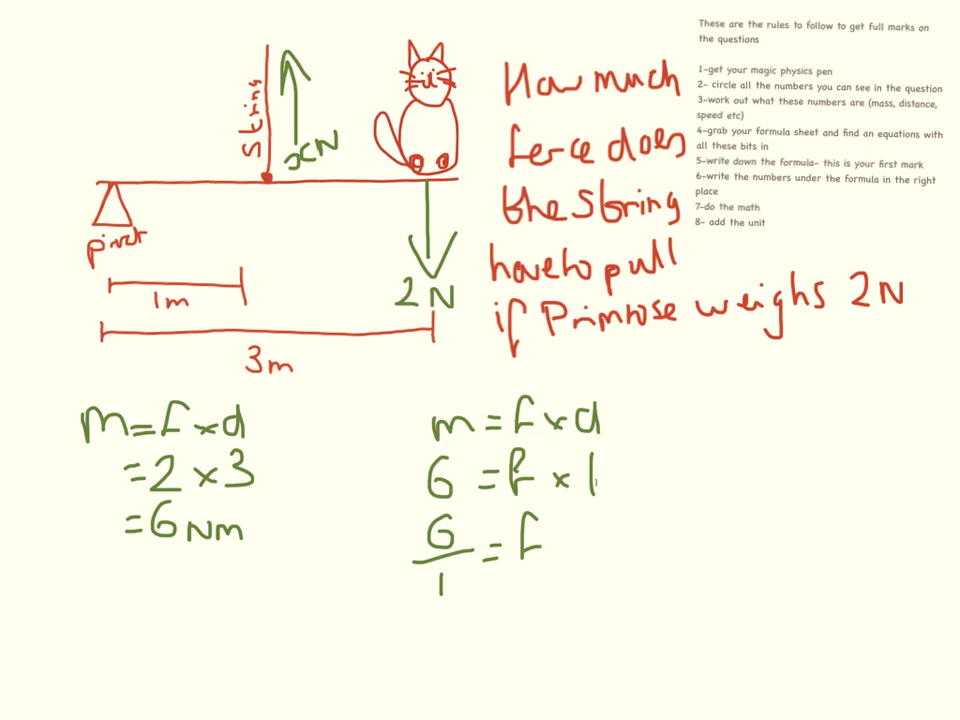 These are the rules to follow to get full marks on
the questions
1-get your magic physics pen
2- circle all the numbers you can see in the question
3-work out what these numbers are (mass, distance,
speed etc)
4-grab your formula sheet and find an equations with
all these bits in
5-write down the formula- this is your first mark
6-write the numbers under the formula in the right
place
7-do the math
8- add the unit
String
xN
pivot
1m
2N
3m
How much
force does
the String
have to pull
if Primrose weighs 2N
m=fxd
=2x3
=6Nm
m=fxd
6=fx1
6/1=f